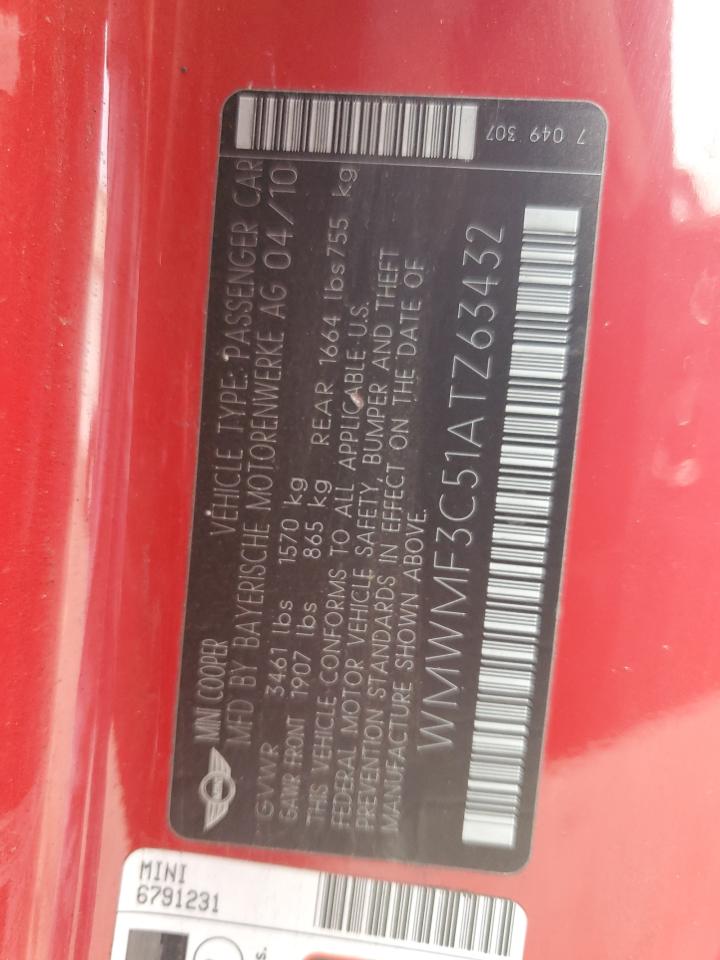 7 049 307
MINI COOPER VEHICLE TYPE: PASSENGER CAR
MFD BY BAYERISCHE MOTORENWERKE AG 04/10
GVWR 3461 lbs 1570 kg
GAWR FRONT 1907 lbs 865 kg REAR 1664 lbs 755 kg
THIS VEHICLE CONFORMS TO ALL APPLICABLE U.S.
FEDERAL MOTOR VEHICLE SAFETY, BUMPER AND THEFT
PREVENTION STANDARDS IN EFFECT ON THE DATE OF
MANUFACTURE SHOWN ABOVE.
WMWMF3C51ATZ63432
MINI
6791231